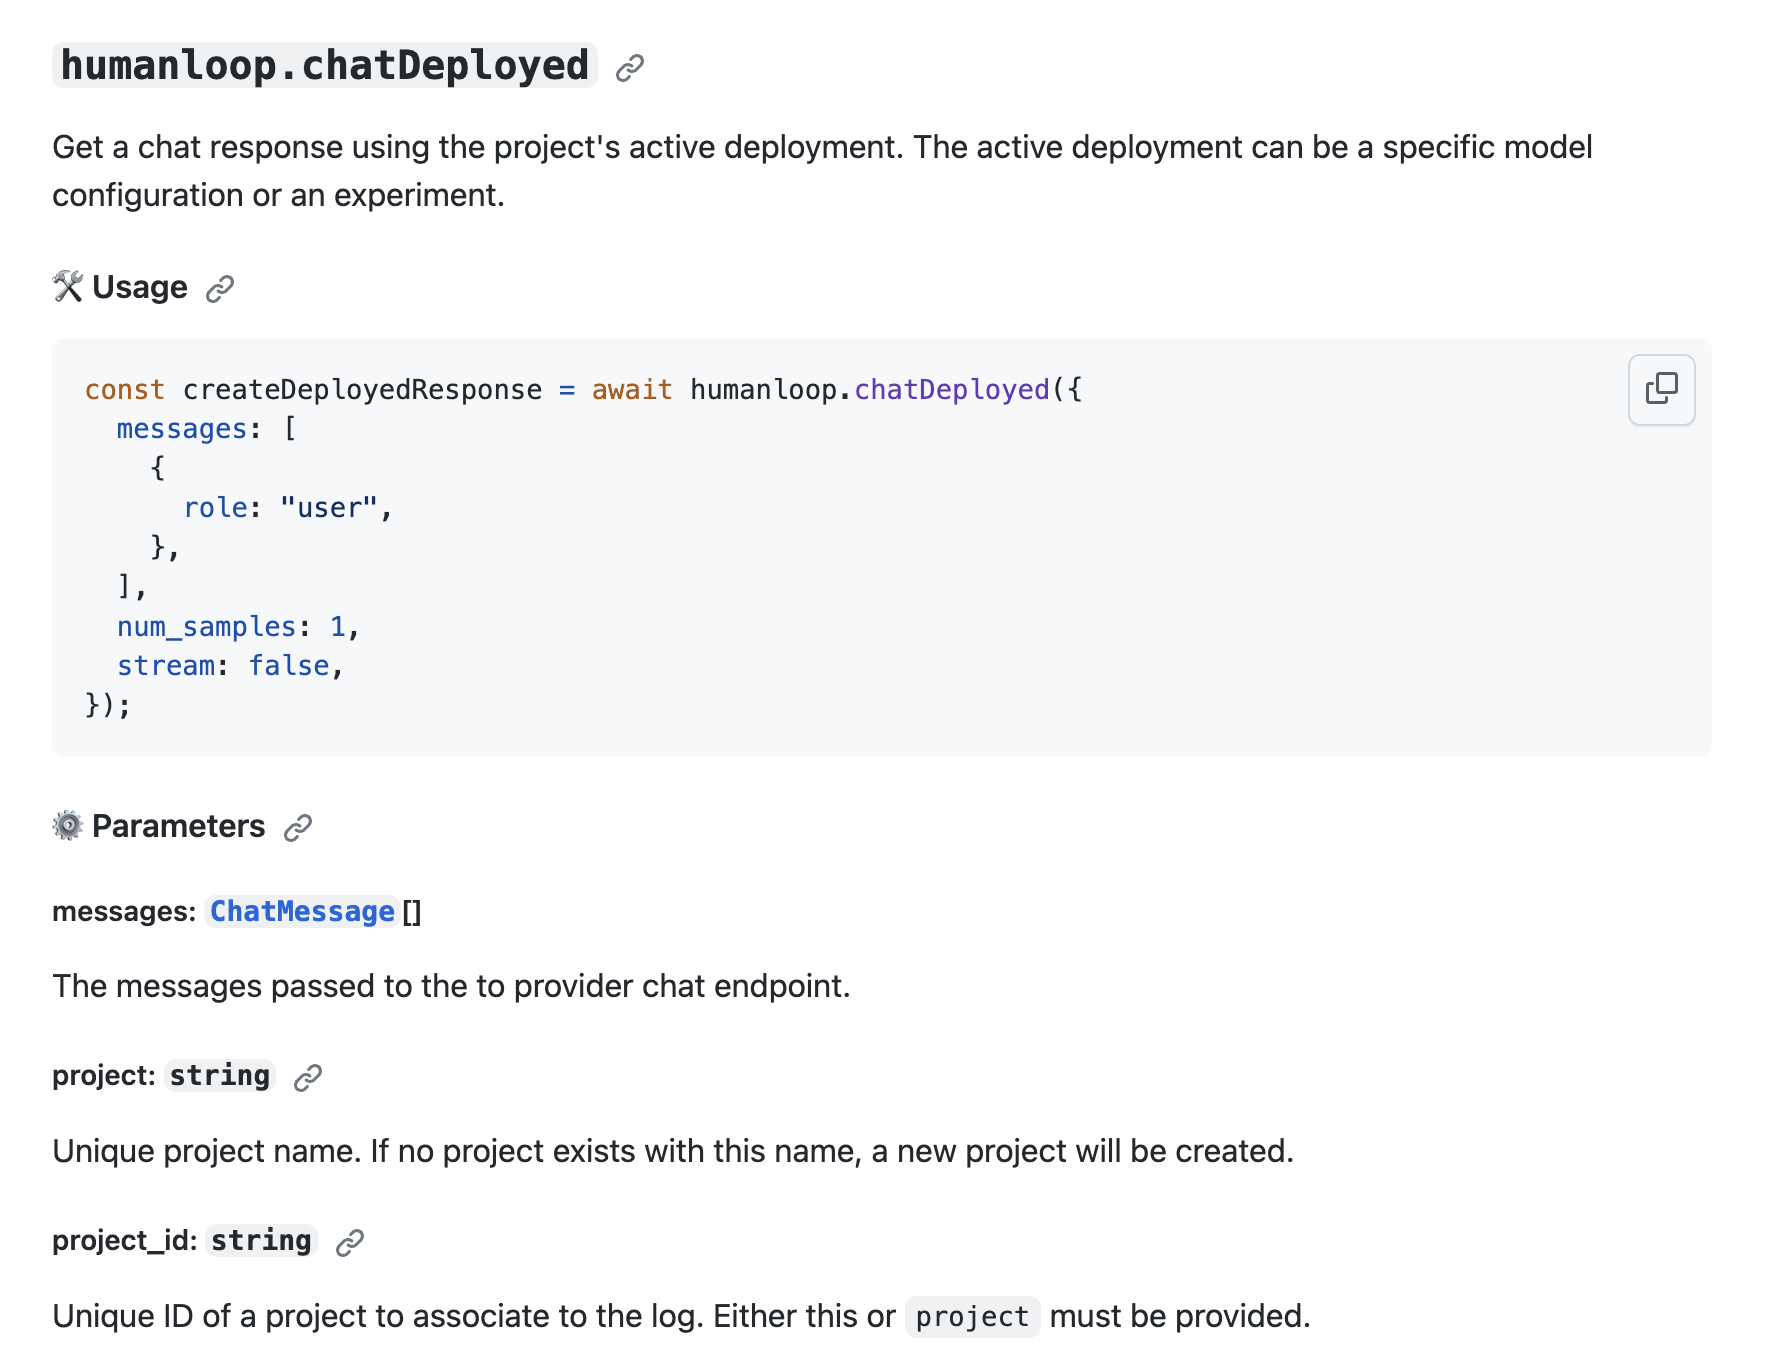 humanloop.chatDeployed
Get a chat response using the project's active deployment. The active deployment can be a specific model
configuration or an experiment.
🛠️ Usage
const createDeployedResponse = await humanloop.chatDeployed({
  messages: [
    {
      role: "user",
    },
  ],
  num_samples: 1,
  stream: false,
});
⚙️ Parameters
messages: ChatMessage[]
The messages passed to the to provider chat endpoint.
project: string
Unique project name. If no project exists with this name, a new project will be created.
project_id: string
Unique ID of a project to associate to the log. Either this or project must be provided.